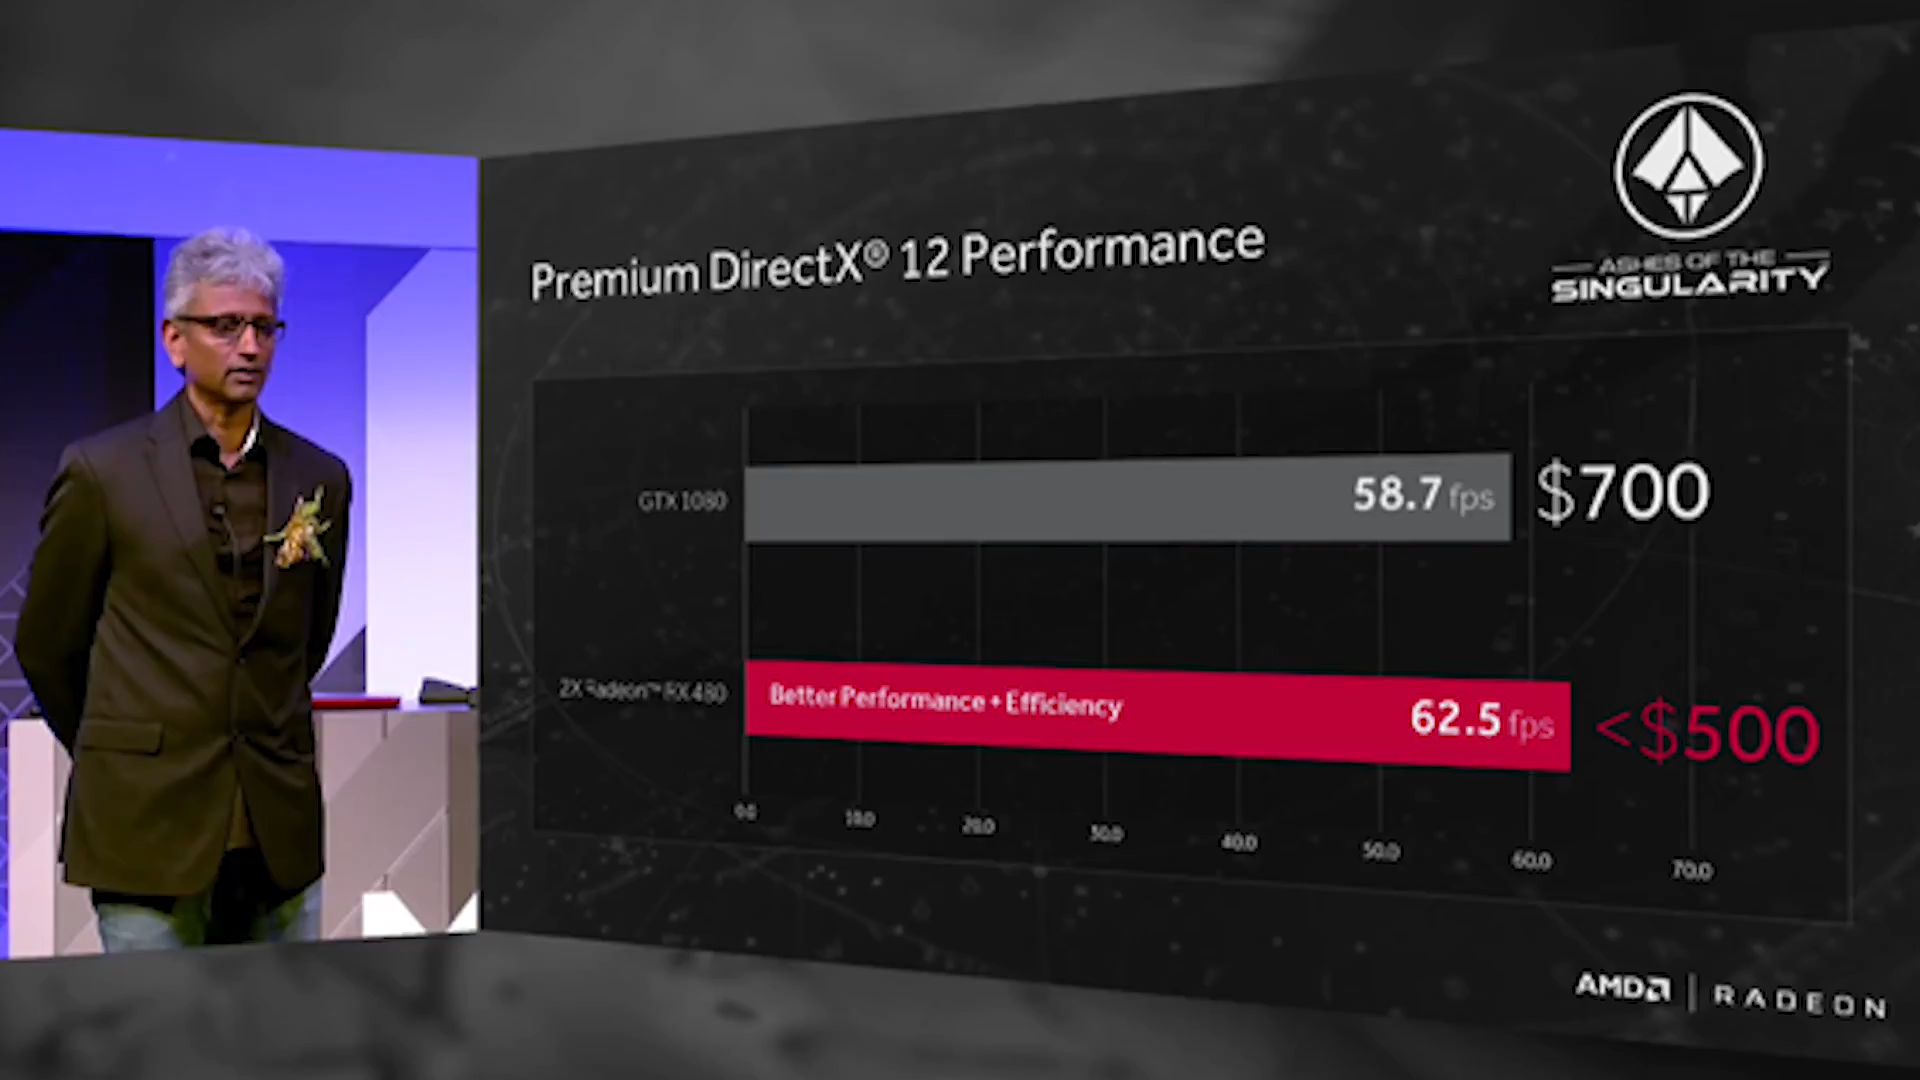 Premium DirectX® 12 Performance
ASHES OF THE
SINGULARITY
GTX 1080
58.7 fps
$700
2X Radeon™ RX 480
Better Performance + Efficiency
62.5 fps
<$500
0.0 10.0 20.0 30.0 40.0 50.0 60.0 70.0
AMD | RADEON